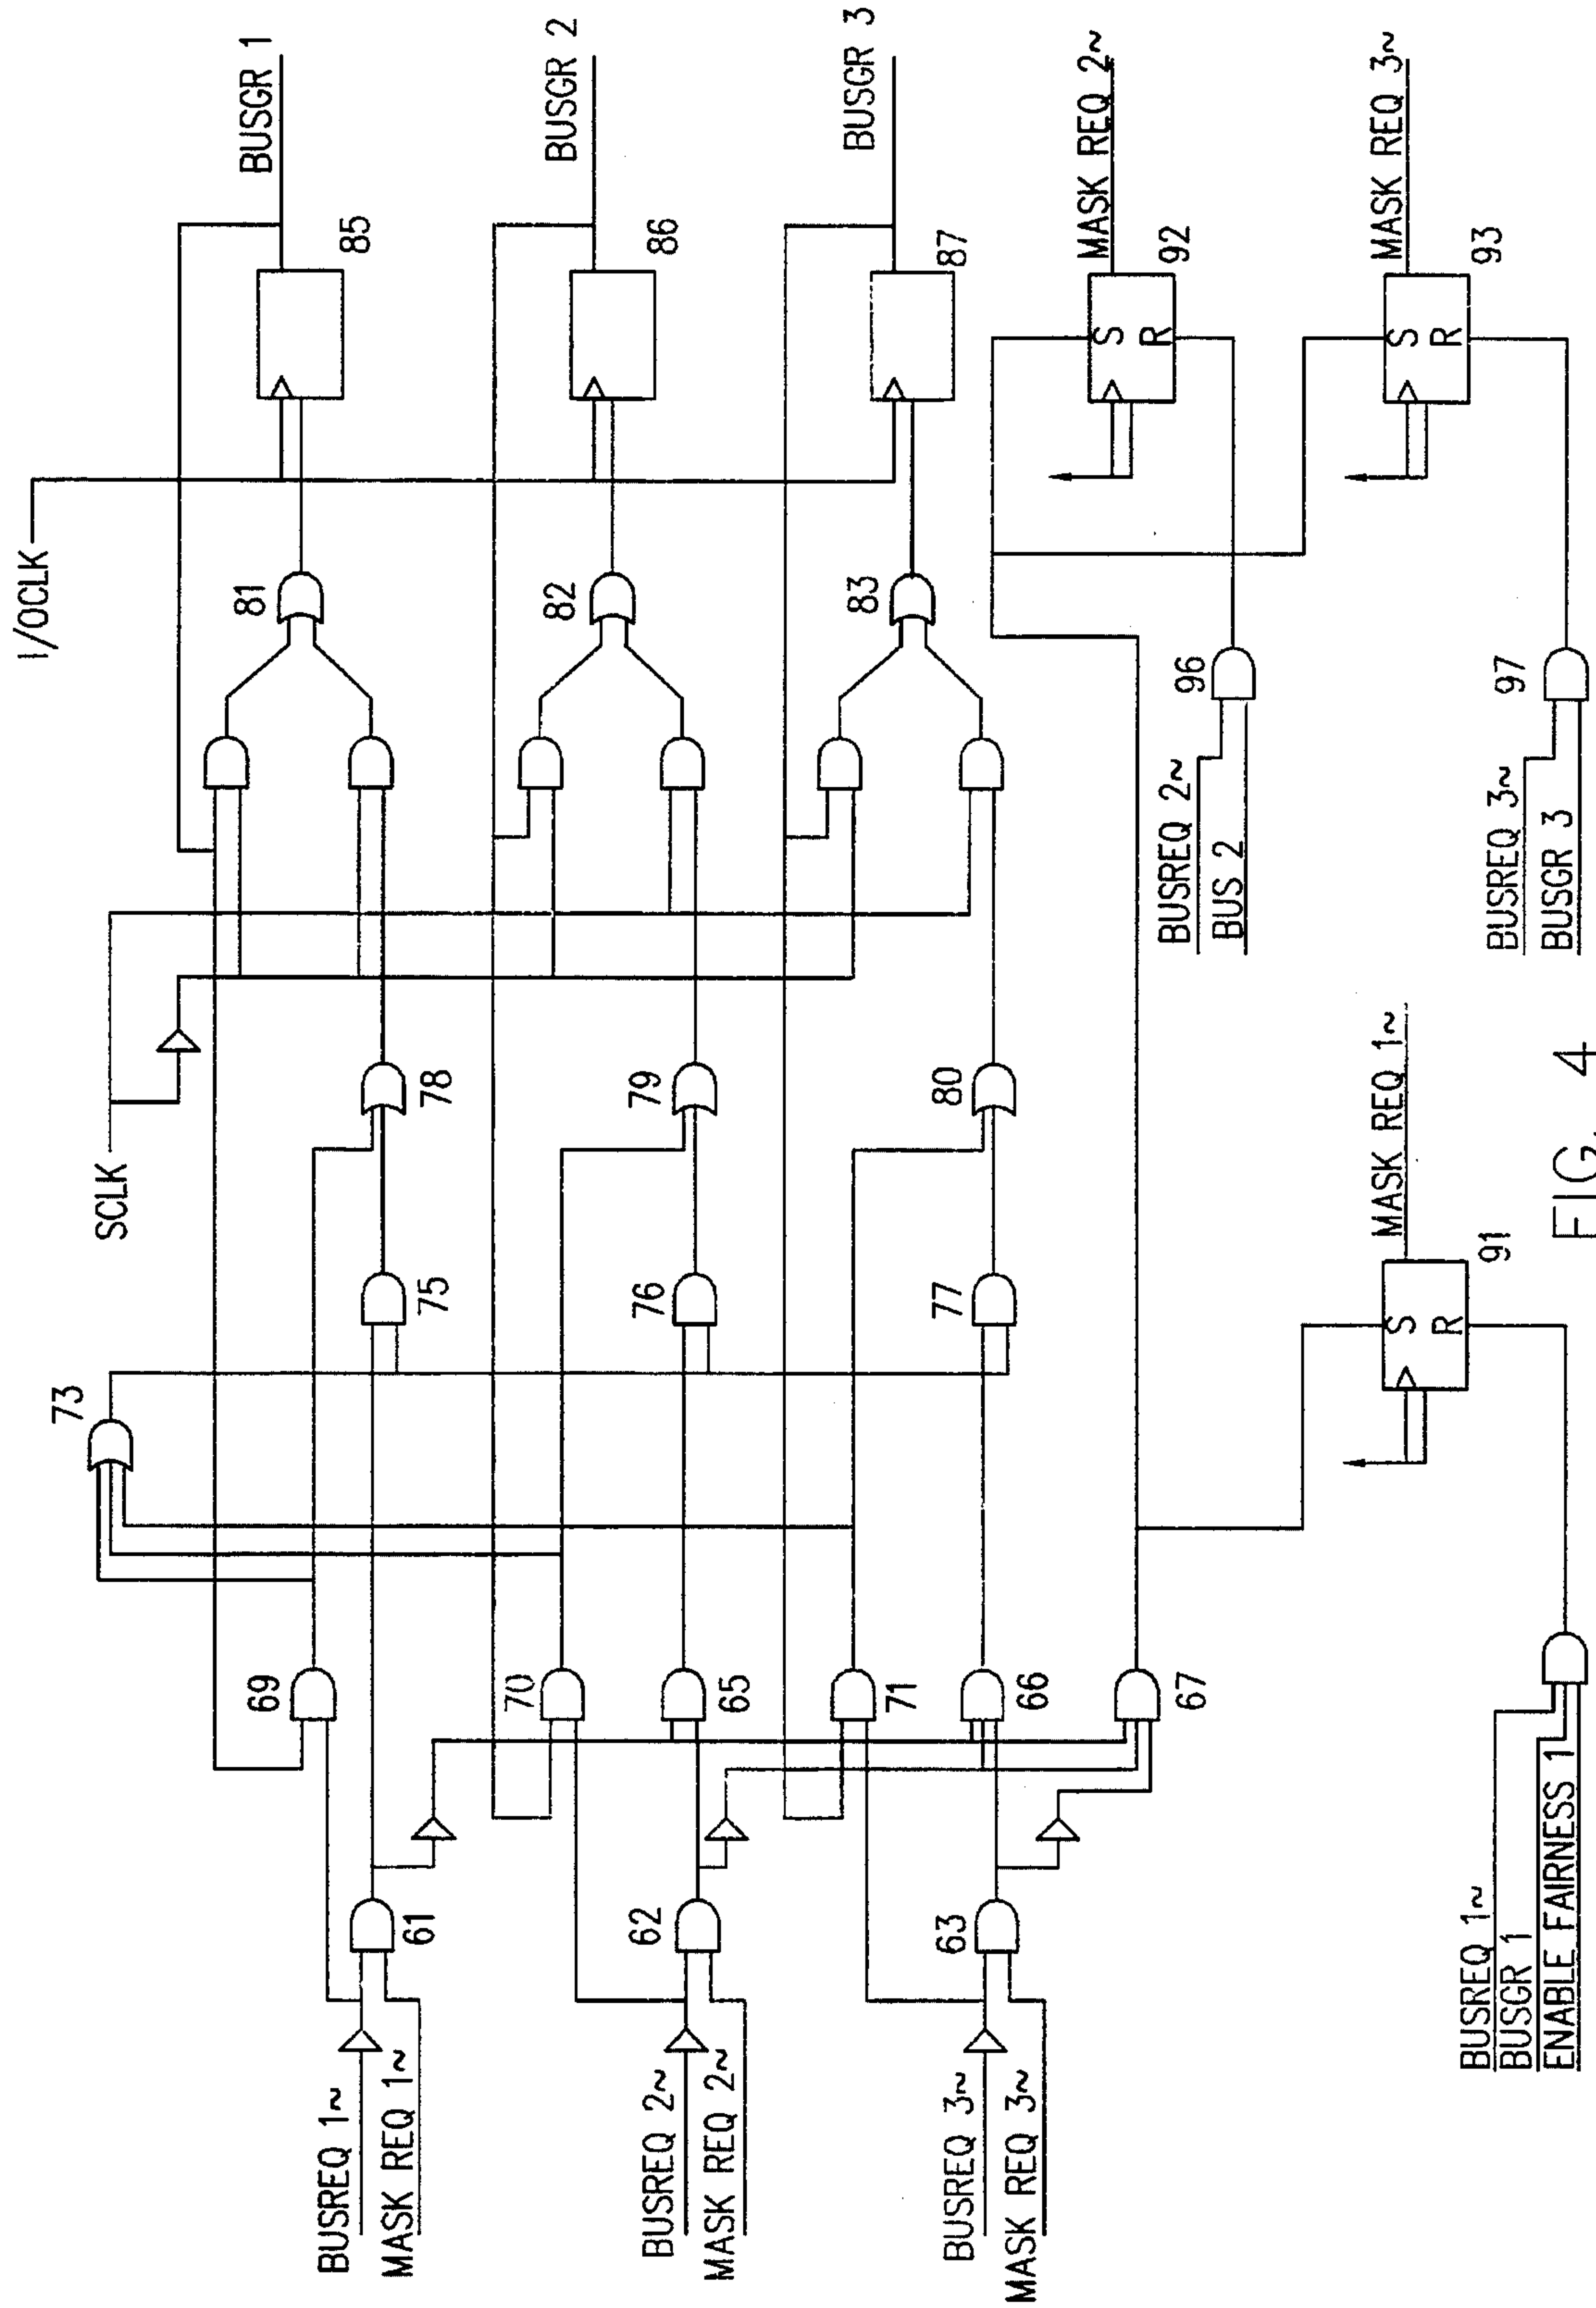 I/OCLK
SCLK
73
BUSGR 1
81
85
69
78
75
BUSREQ 1~
MASK REQ 1~
61
BUSGR 2
82
86
70
79
76
65
BUSREQ 2~
MASK REQ 2~
62
BUSGR 3
83
87
71
80
77
66
BUSREQ 3~
MASK REQ 3~
63
67
MASK REQ 2~
S
R
92
BUSREQ 2~
BUS 2
96
MASK REQ 3~
S
R
93
BUSREQ 3~
BUSGR 3
97
MASK REQ 1~
S
R
91
BUSREQ 1~
BUSGR 1
ENABLE FAIRNESS 1
FIG. 4